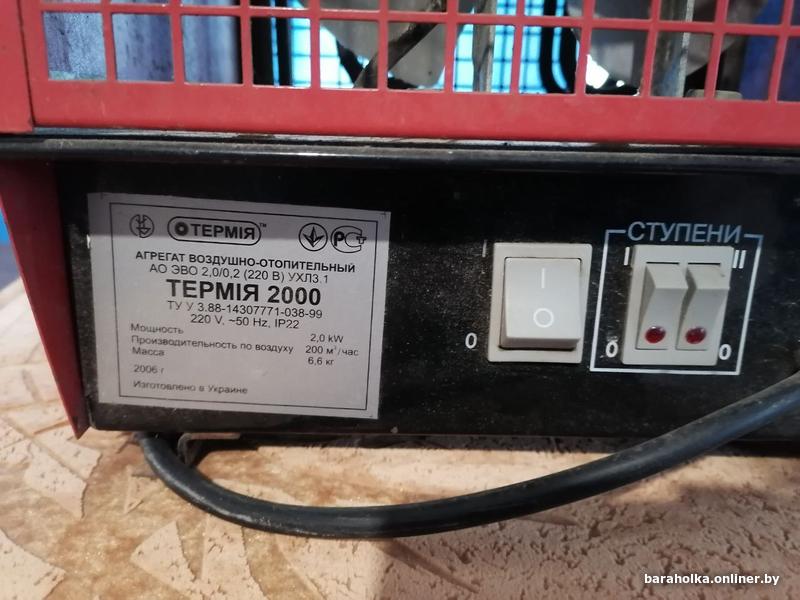 ТЕРМІЯ™
АГРЕГАТ ВОЗДУШНО-ОТОПИТЕЛЬНЫЙ
АО ЭВО 2,0/0,2 (220 В) УХЛ3.1
ТЕРМІЯ 2000
ТУ У 3.88-14307771-038-99
220 V, ~50 Hz, IP22
Мощность 2,0 kW
Производительность по воздуху 200 м³/час
Масса 6,6 кг
2006 г
Изготовлено в Украине
I
0
I
O
СТУПЕНИ
I II
0 0
baraholka.onliner.by